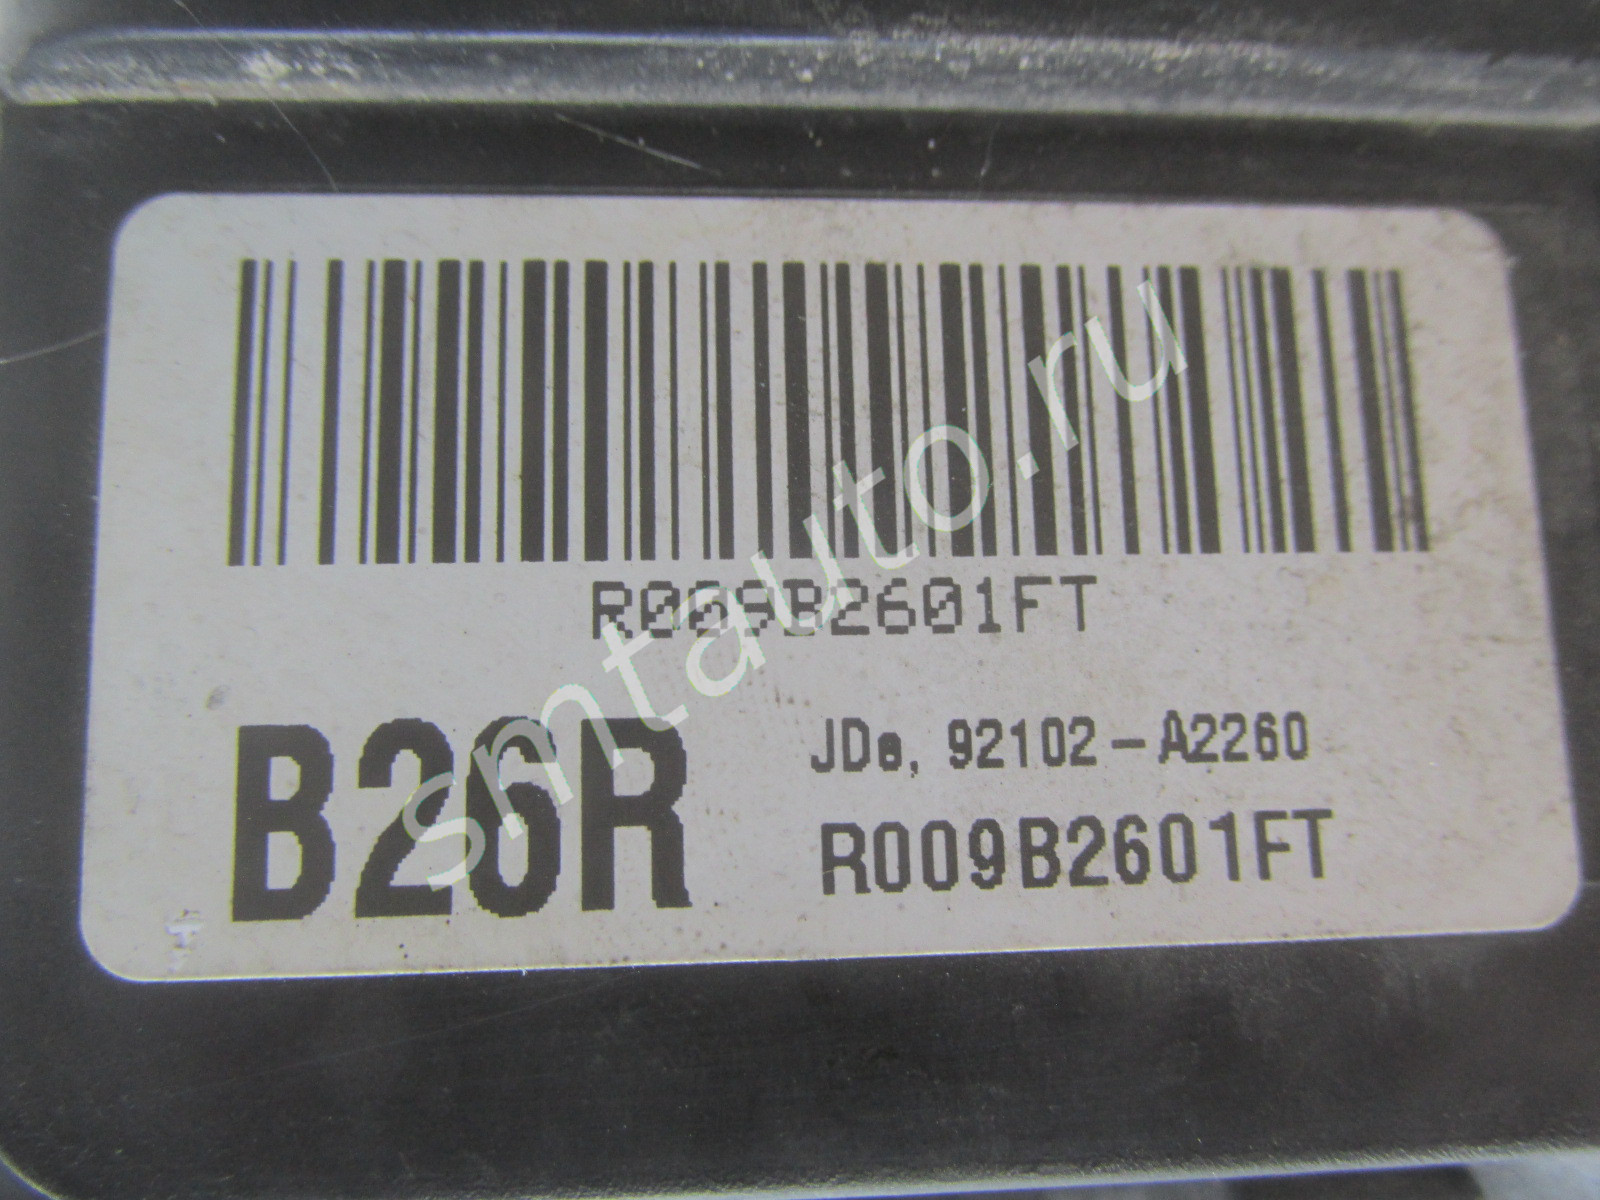 R009B2601FT
B26R
JDe, 92102-A2260
R009B2601FT
smtauto.ru